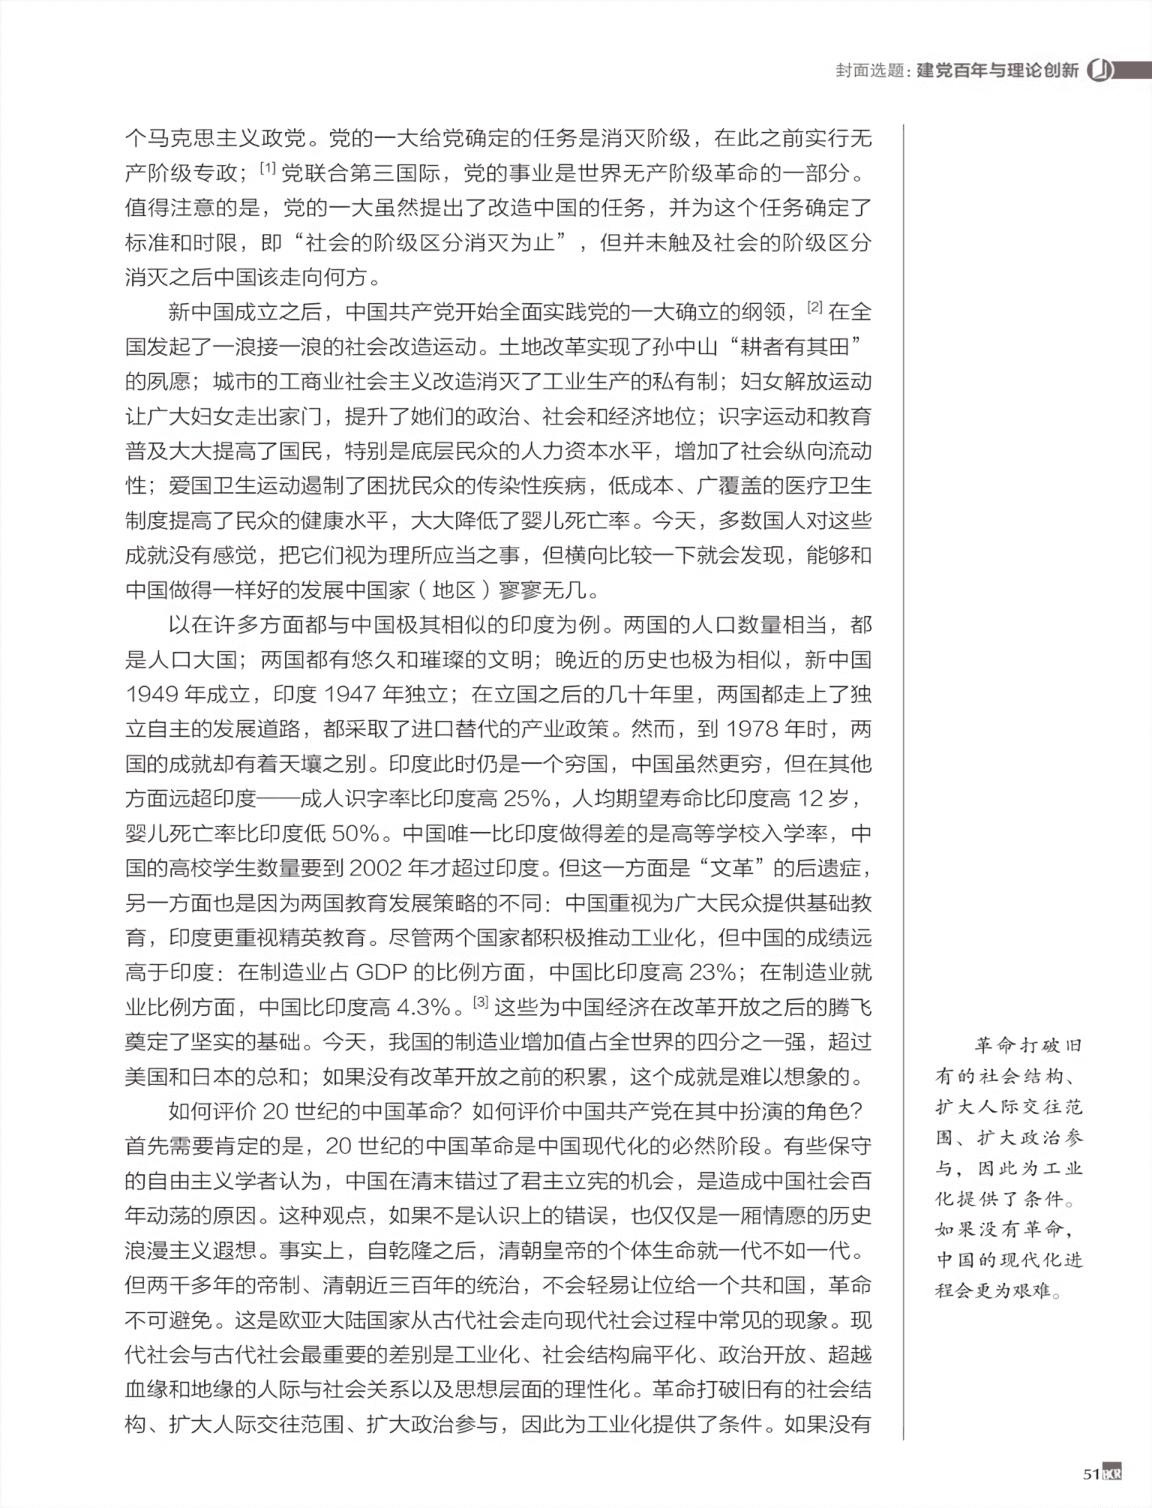 封面选题：建党百年与理论创新
个马克思主义政党。党的一大给党确定的任务是消灭阶级，在此之前实行无
产阶级专政；[1] 党联合第三国际，党的事业是世界无产阶级革命的一部分。
值得注意的是，党的一大虽然提出了改造中国的任务，并为这个任务确定了
标准和时限，即“社会的阶级区分消灭为止”，但并未触及社会的阶级区分
消灭之后中国该走向何方。
新中国成立之后，中国共产党开始全面实践党的一大确立的纲领，[2] 在全
国发起了一浪接一浪的社会改造运动。土地改革实现了孙中山“耕者有其田”
的夙愿；城市的工商业社会主义改造消灭了工业生产的私有制；妇女解放运动
让广大妇女走出家门，提升了她们的政治、社会和经济地位；识字运动和教育
普及大大提高了国民，特别是底层民众的人力资本水平，增加了社会纵向流动
性；爱国卫生运动遏制了困扰民众的传染性疾病，低成本、广覆盖的医疗卫生
制度提高了民众的健康水平，大大降低了婴儿死亡率。今天，多数国人对这些
成就没有感觉，把它们视为理所应当之事，但横向比较一下就会发现，能够和
中国做得一样好的发展中国家（地区）寥寥无几。
以在许多方面都与中国极其相似的印度为例。两国的人口数量相当，都
是人口大国；两国都有悠久和璀璨的文明；晚近的历史也极为相似，新中国
1949 年成立，印度 1947 年独立；在立国之后的几十年里，两国都走上了独
立自主的发展道路，都采取了进口替代的产业政策。然而，到 1978 年时，两
国的成就却有着天壤之别。印度此时仍是一个穷国，中国虽然更穷，但在其他
方面远超印度——成人识字率比印度高 25%，人均期望寿命比印度高 12 岁，
婴儿死亡率比印度低 50%。中国唯一比印度做得差的是高等学校入学率，中
国的高校学生数量要到 2002 年才超过印度。但这一方面是“文革”的后遗症，
另一方面也是因为两国教育发展策略的不同：中国重视为广大民众提供基础教
育，印度更重视精英教育。尽管两个国家都积极推动工业化，但中国的成绩远
高于印度：在制造业占 GDP 的比例方面，中国比印度高 23%；在制造业就
业比例方面，中国比印度高 4.3%。[3] 这些为中国经济在改革开放之后的腾飞
奠定了坚实的基础。今天，我国的制造业增加值占全世界的四分之一强，超过
美国和日本的总和；如果没有改革开放之前的积累，这个成就是难以想象的。
如何评价 20 世纪的中国革命？如何评价中国共产党在其中扮演的角色？
首先需要肯定的是，20 世纪的中国革命是中国现代化的必然阶段。有些保守
的自由主义学者认为，中国在清末错过了君主立宪的机会，是造成中国社会百
年动荡的原因。这种观点，如果不是认识上的错误，也仅仅是一厢情愿的历史
浪漫主义遐想。事实上，自乾隆之后，清朝皇帝的个体生命就一代不如一代。
但两千多年的帝制、清朝近三百年的统治，不会轻易让位给一个共和国，革命
不可避免。这是欧亚大陆国家从古代社会走向现代社会过程中常见的现象。现
代社会与古代社会最重要的差别是工业化、社会结构扁平化、政治开放、超越
血缘和地缘的人际与社会关系以及思想层面的理性化。革命打破旧有的社会结
构、扩大人际交往范围、扩大政治参与，因此为工业化提供了条件。如果没有
革命打破旧
有的社会结构、
扩大人际交往范
围、扩大政治参
与，因此为工业
化提供了条件。
如果没有革命，
中国的现代化进
程会更为艰难。
51 BCR